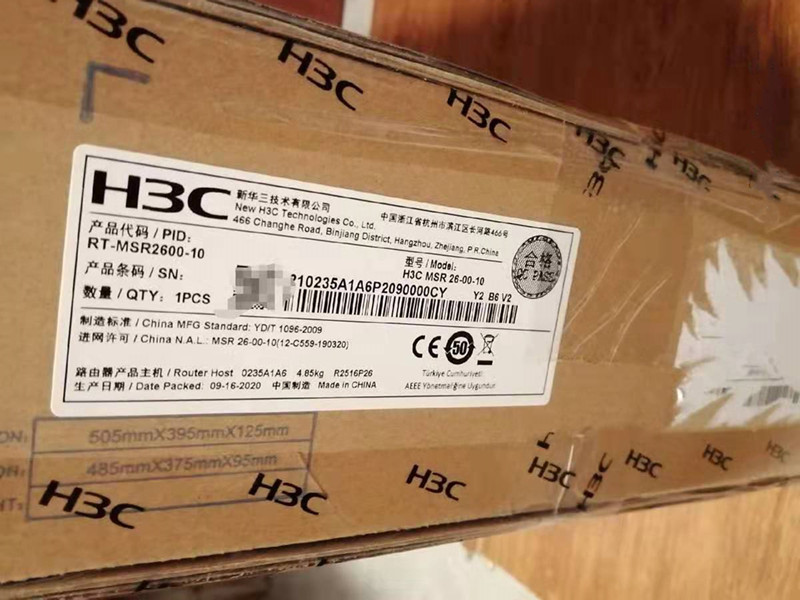 H3C
H3C
H3C
H3C
H3C
H3C 新华三技术有限公司 中国浙江省杭州市滨江区长河路466号
New H3C Technologies Co., Ltd.
466 Changhe Road, Binjiang District, Hangzhou, Zhejiang, P.R.China
产品代码 / PID:
RT-MSR2600-10
型号 / Model:
H3C MSR 26-00-10
合格
QC PASS
产品条码 / SN:
210235A1A6P2090000CY Y2 B6 V2
数量 / QTY: 1PCS
制造标准 / China MFG Standard: YD/T 1096-2009
进网许可 / China N.A.L.: MSR 26-00-10(12-C559-190320)
CE 50
Türkiye Cumhuriyeti
AEEE Yönetmeliğine Uygundur
路由器产品主机 / Router Host 0235A1A6 4.85kg R2516P26
生产日期 / Date Packed: 09-16-2020 中国制造 Made in CHINA
505mmX395mmX125mm
485mmX375mmX95mm
H3C
H3C
H3C
H3C
H3C
H3C